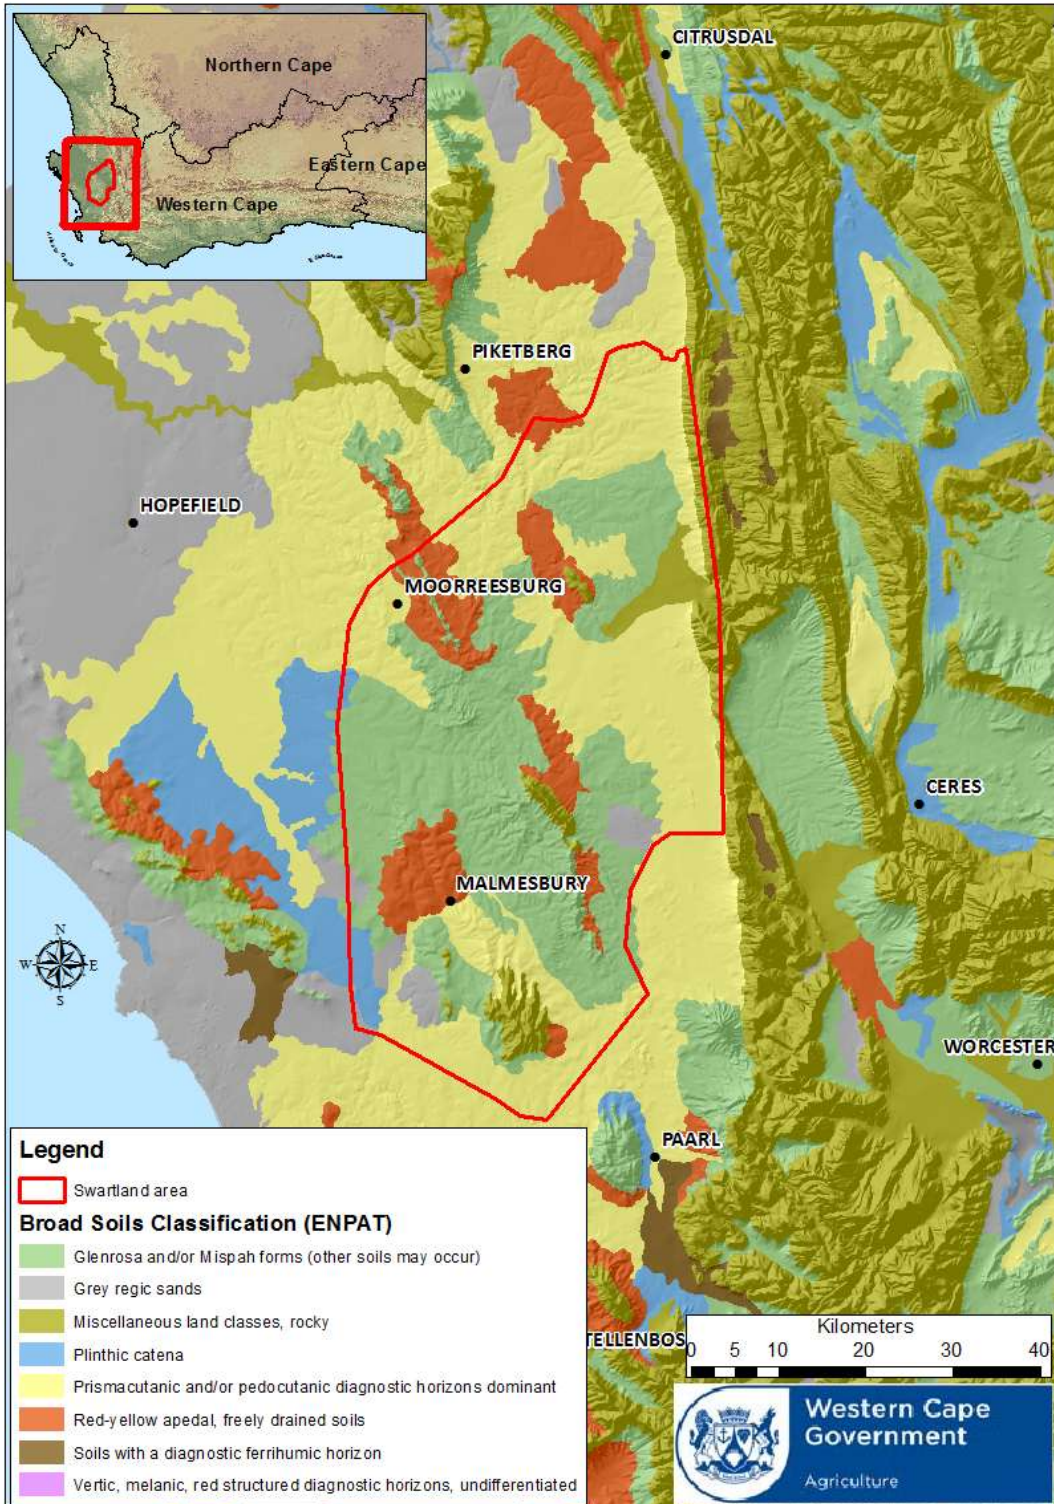 CITRUSDAL
Northern Cape
Eastern Cape
Western Cape
PIKETBERG
HOPEFIELD
MOORREESBURG
CERES
MALMESBURY
N
W E
S
WORCESTER
PAARL
TELLENBOS
Legend
Swartland area
Broad Soils Classification (ENPAT)
Glenrosa and/or Mispah forms (other soils may occur)
Grey regic sands
Miscellaneous land classes, rocky
Plinthic catena
Prismacutanic and/or pedocutanic diagnostic horizons dominant
Red-yellow apedal, freely drained soils
Soils with a diagnostic ferrihumic horizon
Vertic, melanic, red structured diagnostic horizons, undifferentiated
Kilometers
0 5 10 20 30 40
Western Cape
Government
Agriculture